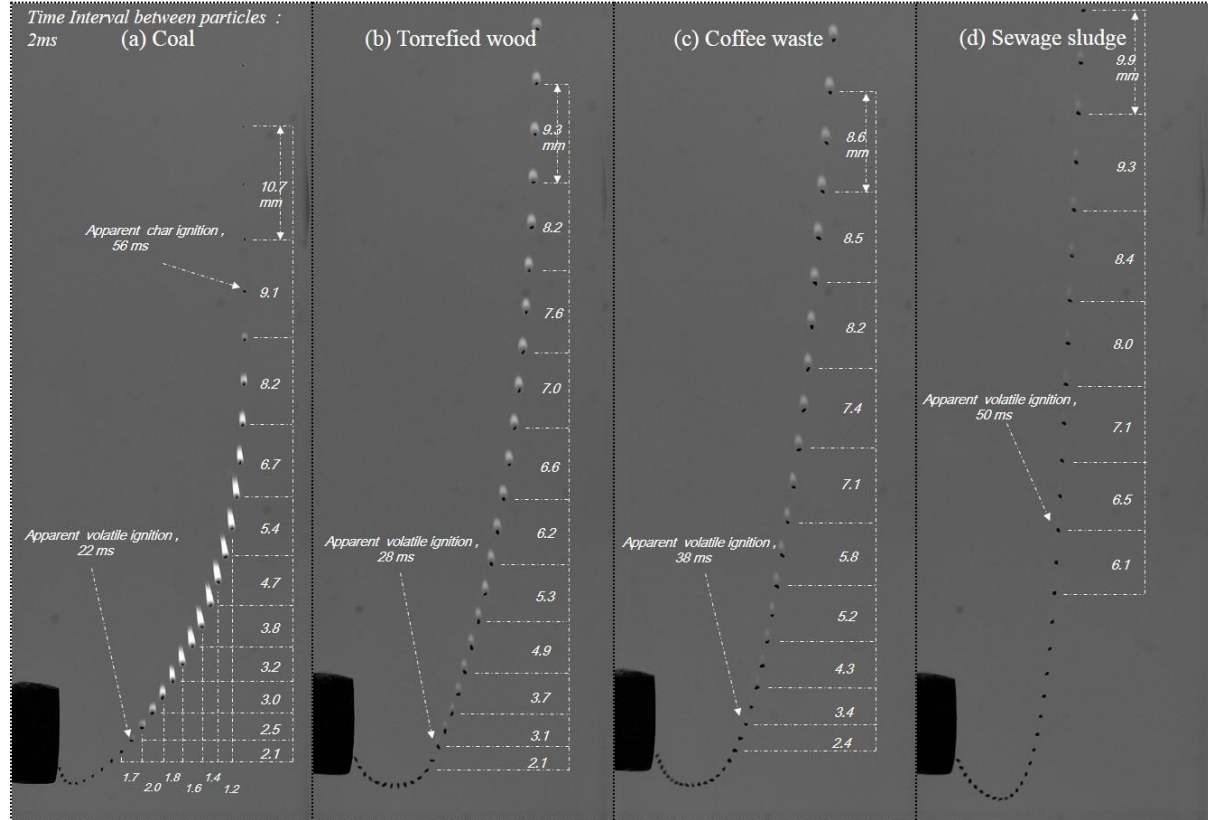 Time Interval between particles :
2ms
(a) Coal
10.7
mm
Apparent char ignition ,
56 ms
9.1
8.2
6.7
Apparent volatile ignition ,
22 ms
5.4
4.7
3.8
3.2
3.0
2.5
2.1
1.7
2.0
1.8
1.6
1.4
1.2
(b) Torrefied wood
9.3
mm
8.2
7.6
7.0
6.6
6.2
Apparent volatile ignition ,
28 ms
5.3
4.9
3.7
3.1
2.1
(c) Coffee waste
8.6
mm
8.5
8.2
7.4
7.1
Apparent volatile ignition ,
38 ms
5.8
5.2
4.3
3.4
2.4
(d) Sewage sludge
9.9
mm
9.3
8.4
8.0
Apparent volatile ignition ,
50 ms
7.1
6.5
6.1